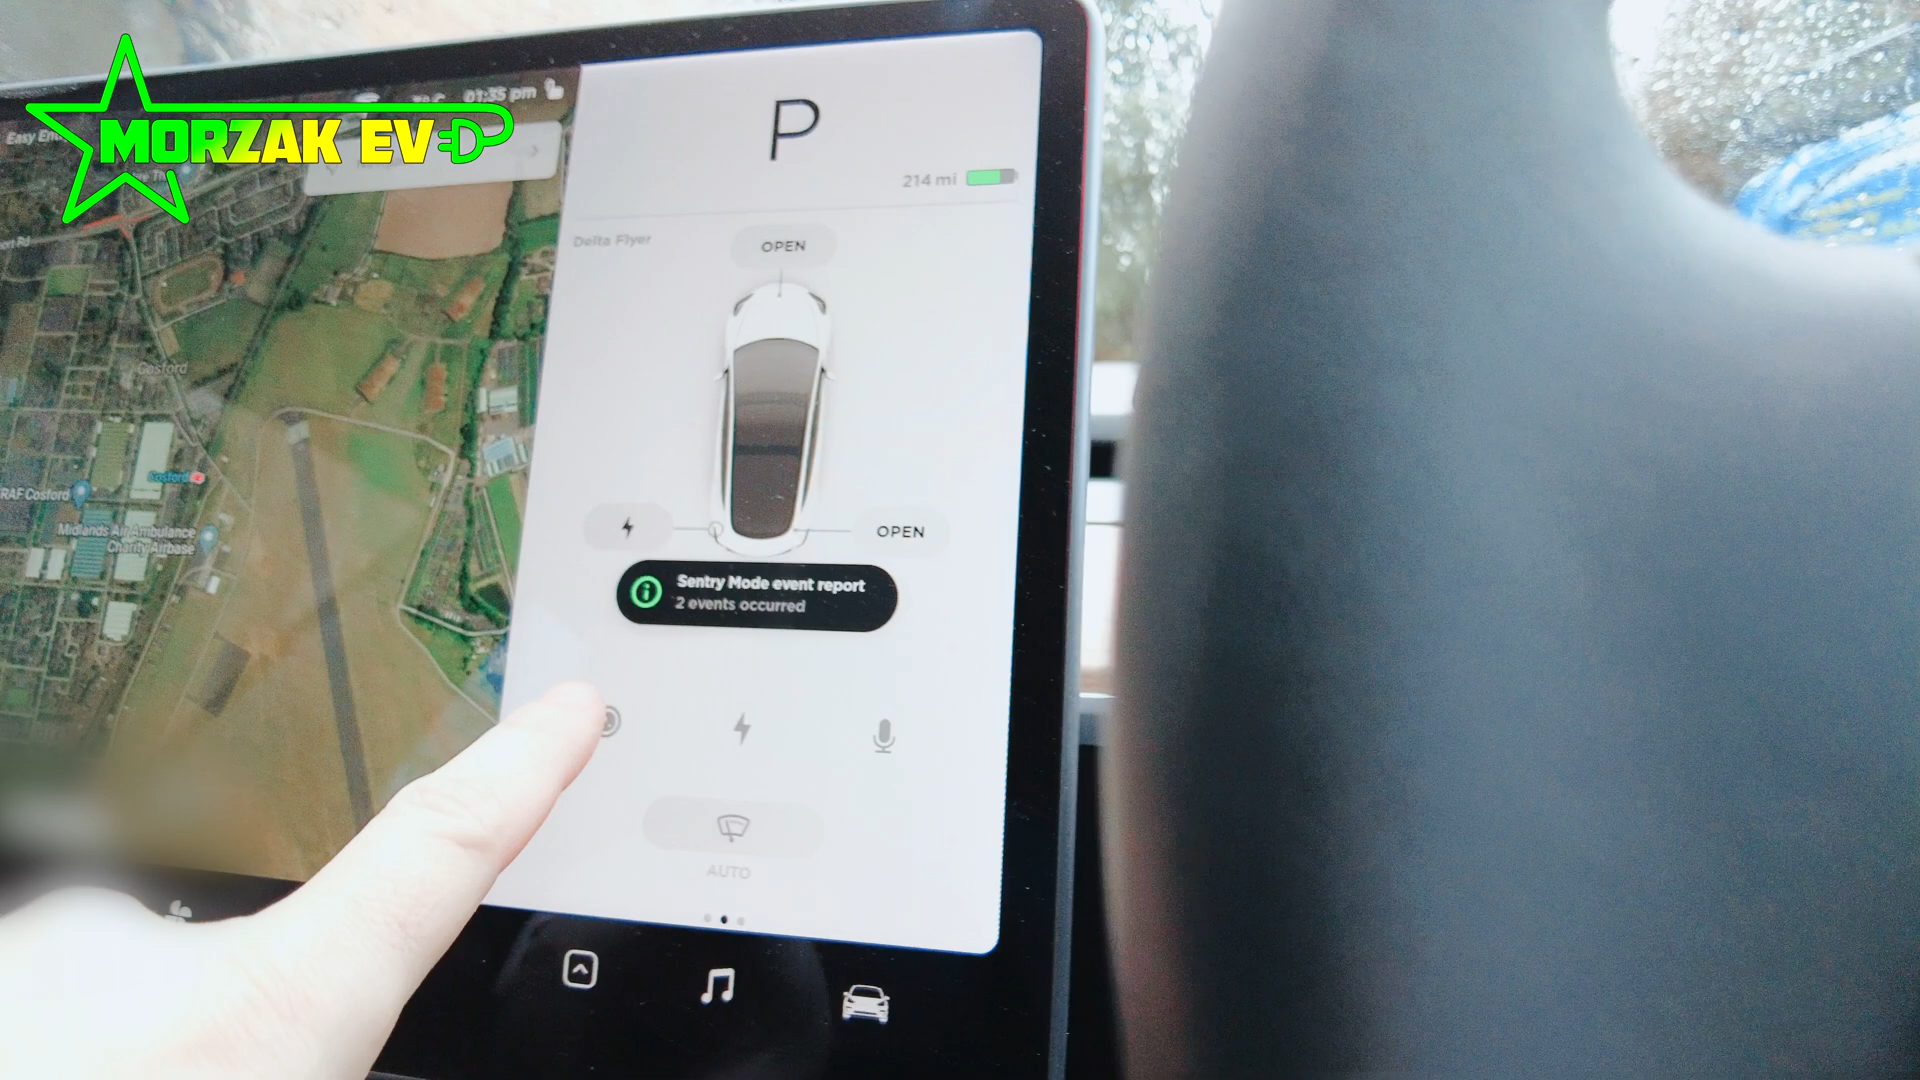 MORZAK EV
01:35 pm
P
214 mi
Delta Flyer
OPEN
Cosford
Cosford
RAF Cosford
Midlands Air Ambulance
Charity Airbase
OPEN
Sentry Mode event report
2 events occurred
AUTO